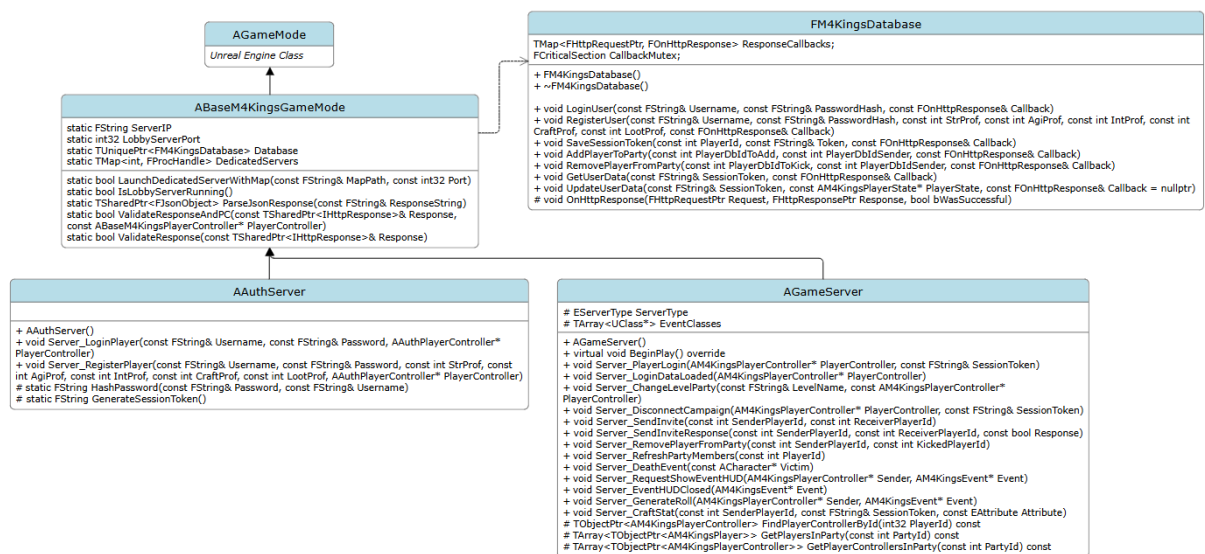 AGameMode
Unreal Engine Class
FM4KingsDatabase
TMap<FHttpRequestPtr, FOnHttpResponse> ResponseCallbacks;
FCriticalSection CallbackMutex;
+ FM4KingsDatabase()
+ ~FM4KingsDatabase()
+ void LoginUser(const FString& Username, const FString& PasswordHash, const FOnHttpResponse& Callback)
+ void RegisterUser(const FString& Username, const FString& PasswordHash, const int StrProf, const int AgiProf, const int IntProf, const int
CraftProf, const int LootProf, const FOnHttpResponse& Callback)
+ void SaveSessionToken(const int PlayerId, const FString& Token, const FOnHttpResponse& Callback)
+ void AddPlayerToParty(const int PlayerDbIdToAdd, const int PlayerDbIdSender, const FOnHttpResponse& Callback)
+ void RemovePlayerFromParty(const int PlayerDbIdToKick, const int PlayerDbIdSender, const FOnHttpResponse& Callback)
+ void GetUserData(const FString& SessionToken, const FOnHttpResponse& Callback)
+ void UpdateUserData(const FString& SessionToken, const AM4KingsPlayerState* PlayerState, const FOnHttpResponse& Callback = nullptr)
# void OnHttpResponse(FHttpRequestPtr Request, FHttpResponsePtr Response, bool bWasSuccessful)
ABaseM4KingsGameMode
static FString ServerIP
static int32 LobbyServerPort
static TUniquePtr<FM4KingsDatabase> Database
static TMap<int, FProcHandle> DedicatedServers
static bool LaunchDedicatedServerWithMap(const FString& MapPath, const int32 Port)
static bool IsLobbyServerRunning()
static TSharedPtr<FJsonObject> ParseJsonResponse(const FString& ResponseString)
static bool ValidateResponseAndPC(const TSharedPtr<IHttpResponse>& Response,
const ABaseM4KingsPlayerController* PlayerController)
static bool ValidateResponse(const TSharedPtr<IHttpResponse>& Response)
AAuthServer
+ AAuthServer()
+ void Server_LoginPlayer(const FString& Username, const FString& Password, AAuthPlayerController*
PlayerController)
+ void Server_RegisterPlayer(const FString& Username, const FString& Password, const int StrProf, const
int AgiProf, const int IntProf, const int CraftProf, const int LootProf, AAuthPlayerController* PlayerController)
# static FString HashPassword(const FString& Password, const FString& Username)
# static FString GenerateSessionToken()
AGameServer
# EServerType ServerType
# TArray<UClass*> EventClasses
+ AGameServer()
+ virtual void BeginPlay() override
+ void Server_PlayerLogin(AM4KingsPlayerController* PlayerController, const FString& SessionToken)
+ void Server_LoginDataLoaded(AM4KingsPlayerController* PlayerController)
+ void Server_ChangeLevelParty(const FString& LevelName, const AM4KingsPlayerController*
PlayerController)
+ void Server_DisconnectCampaign(AM4KingsPlayerController* PlayerController, const FString& SessionToken)
+ void Server_SendInvite(const int SenderPlayerId, const int ReceiverPlayerId)
+ void Server_SendInviteResponse(const int SenderPlayerId, const int ReceiverPlayerId, const bool Response)
+ void Server_RemovePlayerFromParty(const int SenderPlayerId, const int KickedPlayerId)
+ void Server_RefreshPartyMembers(const int PlayerId)
+ void Server_DeathEvent(const ACharacter* Victim)
+ void Server_RequestShowEventHUD(AM4KingsPlayerController* Sender, AM4KingsEvent* Event)
+ void Server_EventHUDClosed(AM4KingsEvent* Event)
+ void Server_GenerateRoll(AM4KingsPlayerController* Sender, AM4KingsEvent* Event)
+ void Server_CraftStat(const int SenderPlayerId, const FString& SessionToken, const EAttribute Attribute)
# TObjectPtr<AM4KingsPlayerController> FindPlayerControllerById(int32 PlayerId) const
# TArray<TObjectPtr<AM4KingsPlayer>> GetPlayersInParty(const int PartyId) const
# TArray<TObjectPtr<AM4KingsPlayerController>> GetPlayerControllersInParty(const int PartyId) const